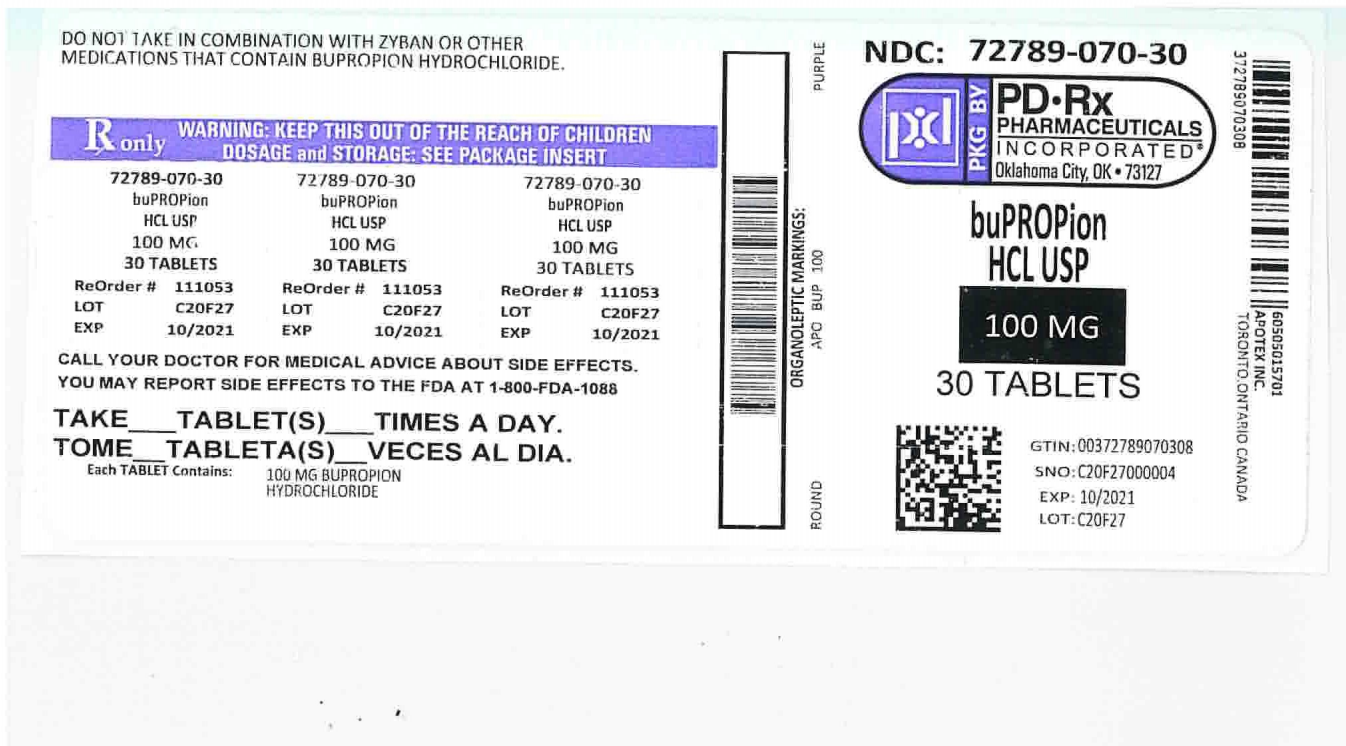 DO NOT TAKE IN COMBINATION WITH ZYBAN OR OTHER
MEDICATIONS THAT CONTAIN BUPROPION HYDROCHLORIDE.
Rx only
WARNING: KEEP THIS OUT OF THE REACH OF CHILDREN
DOSAGE and STORAGE: SEE PACKAGE INSERT
72789-070-30
buPROPion
HCL USP
100 MG
30 TABLETS
ReOrder # 111053
LOT C20F27
EXP 10/2021
72789-070-30
buPROPion
HCL USP
100 MG
30 TABLETS
ReOrder # 111053
LOT C20F27
EXP 10/2021
72789-070-30
buPROPion
HCL USP
100 MG
30 TABLETS
ReOrder # 111053
LOT C20F27
EXP 10/2021
CALL YOUR DOCTOR FOR MEDICAL ADVICE ABOUT SIDE EFFECTS.
YOU MAY REPORT SIDE EFFECTS TO THE FDA AT 1-800-FDA-1088
TAKE___TABLET(S)___TIMES A DAY.
TOME___TABLETA(S)__VECES AL DIA.
Each TABLET Contains: 100 MG BUPROPION
HYDROCHLORIDE
ORGANOLEPTIC MARKINGS:
ROUND APO BUP 100 PURPLE
NDC: 72789-070-30
PKG BY
PD•Rx
PHARMACEUTICALS
INCORPORATED®
Oklahoma City, OK • 73127
buPROPion
HCL USP
100 MG
30 TABLETS
GTIN:00372789070308
SNO:C20F27000004
EXP: 10/2021
LOT:C20F27
372789070308
60505015701
APOTEX INC.
TOROMTO,ONTARIO CANADA